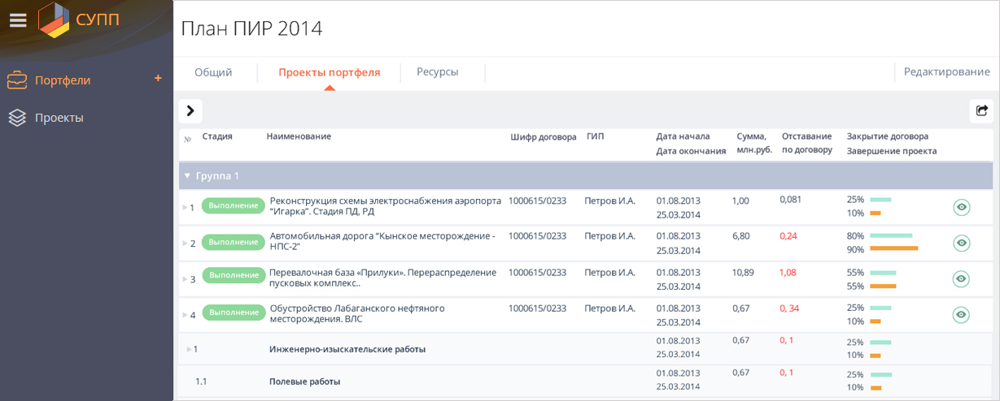 СУПП
План ПИР 2014
Портфели +
Проекты
Общий Проекты портфеля Ресурсы Редактирование
№ Стадия Наименование Шифр договора ГИП Дата начала Сумма, Отставание Закрытие договора
Дата окончания млн.руб. по договору Завершение проекта
Группа 1
1 Выполнение Реконструкция схемы электроснабжения аэропорта 1000615/0233 Петров И.А. 01.08.2013 1,00 0,081 25%
“Игарка”. Стадия ПД, РД 25.03.2014 10%
2 Выполнение Автомобильная дорога “Кынское месторождение - 1000615/0233 Петров И.А. 01.08.2013 6,80 0,24 80%
НПС-2” 25.03.2014 90%
3 Выполнение Перевалочная база «Прилуки». Перераспределение 1000615/0233 Петров И.А. 01.08.2013 10,89 1,08 55%
пусковых комплекс.. 25.03.2014 55%
4 Выполнение Обустройство Лабаганского нефтяного 1000615/0233 Петров И.А. 01.08.2013 0,67 0, 34 25%
месторождения. ВЛС 25.03.2014 10%
1 Инженерно-изыскательские работы 01.08.2013 0,67 0, 1 25%
25.03.2014 10%
1.1 Полевые работы 01.08.2013 0,67 0, 1 25%
25.03.2014 10%